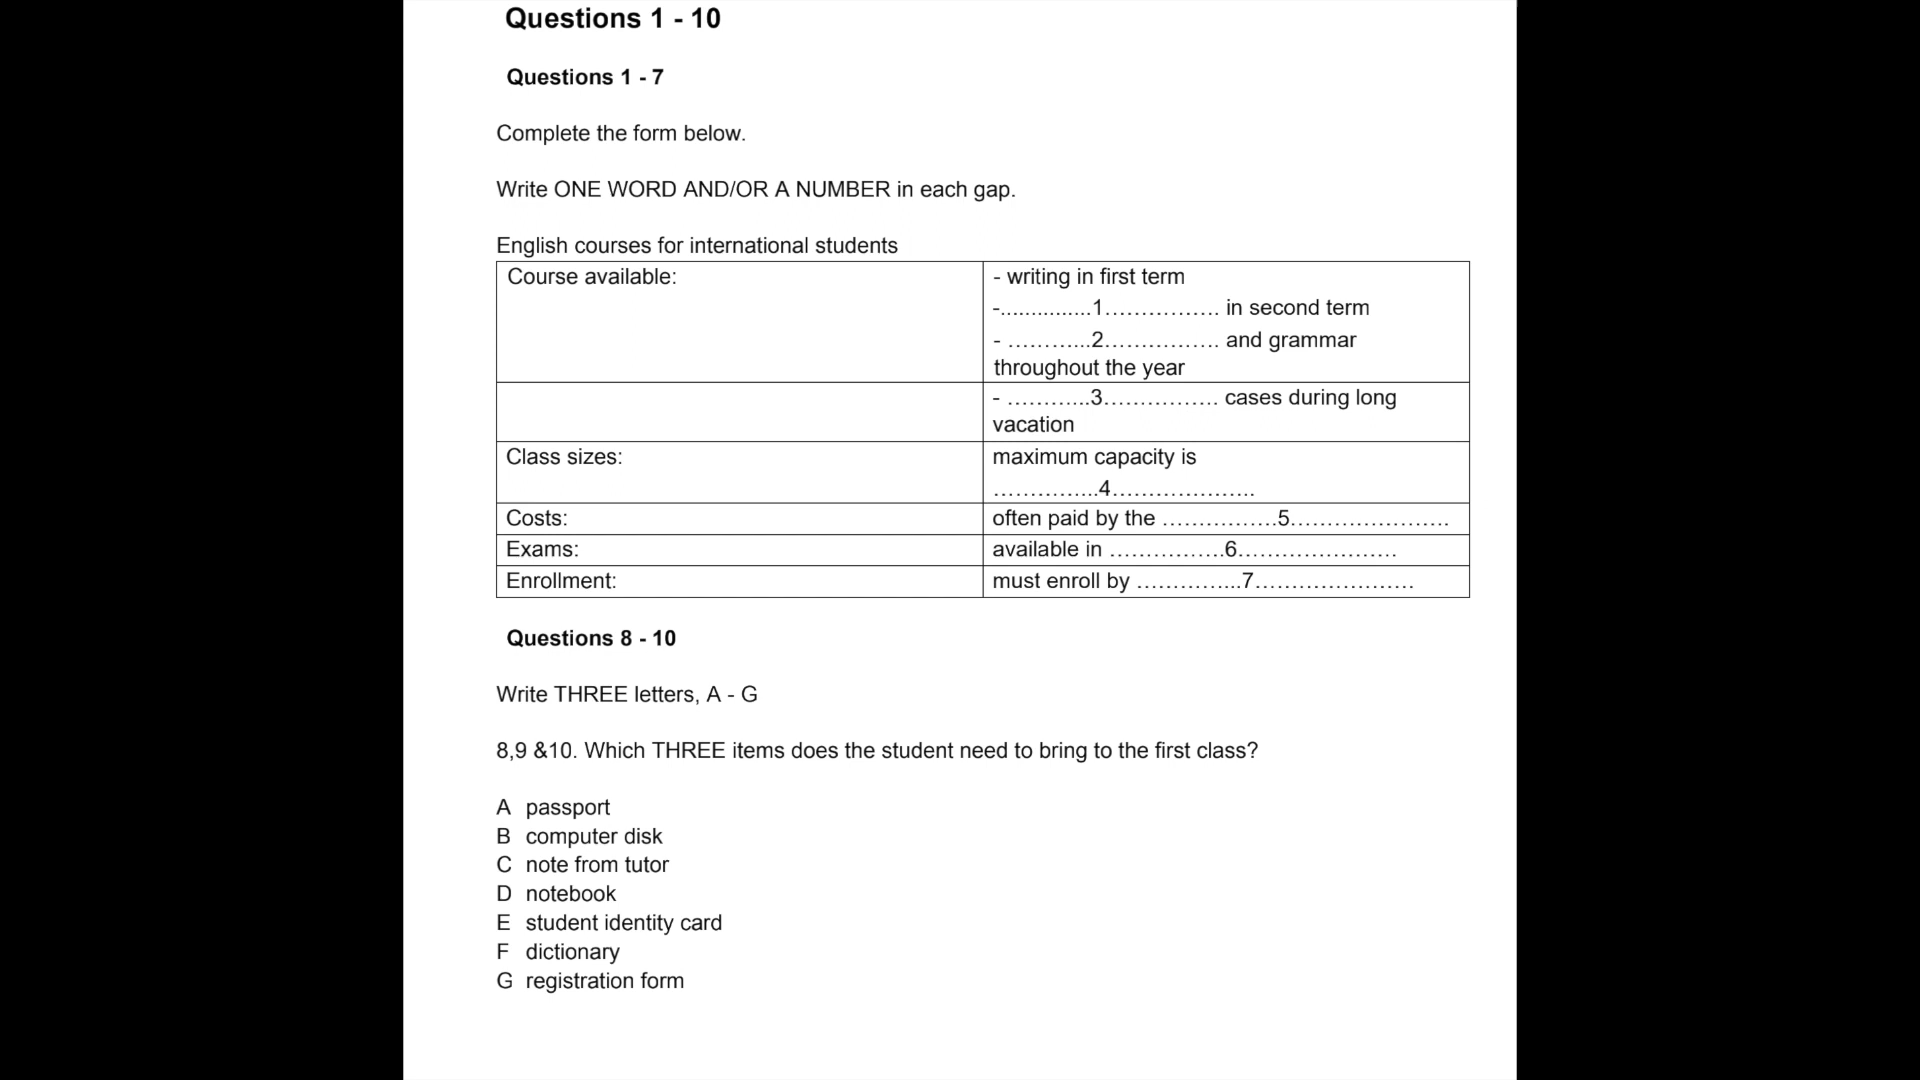 Questions 1 - 10
Questions 1 - 7
Complete the form below.
Write ONE WORD AND/OR A NUMBER in each gap.
English courses for international students
Course available:
- writing in first term
-...............1……………. in second term
- ………...2……………. and grammar
throughout the year
- ………...3……………. cases during long
vacation
Class sizes:
maximum capacity is
…………...4………………..
Costs:
often paid by the …………….5………………….
Exams:
available in …………….6…………………
Enrollment:
must enroll by …………...7………………….
Questions 8 - 10
Write THREE letters, A - G
8,9 &10. Which THREE items does the student need to bring to the first class?
A passport
B computer disk
C note from tutor
D notebook
E student identity card
F dictionary
G registration form